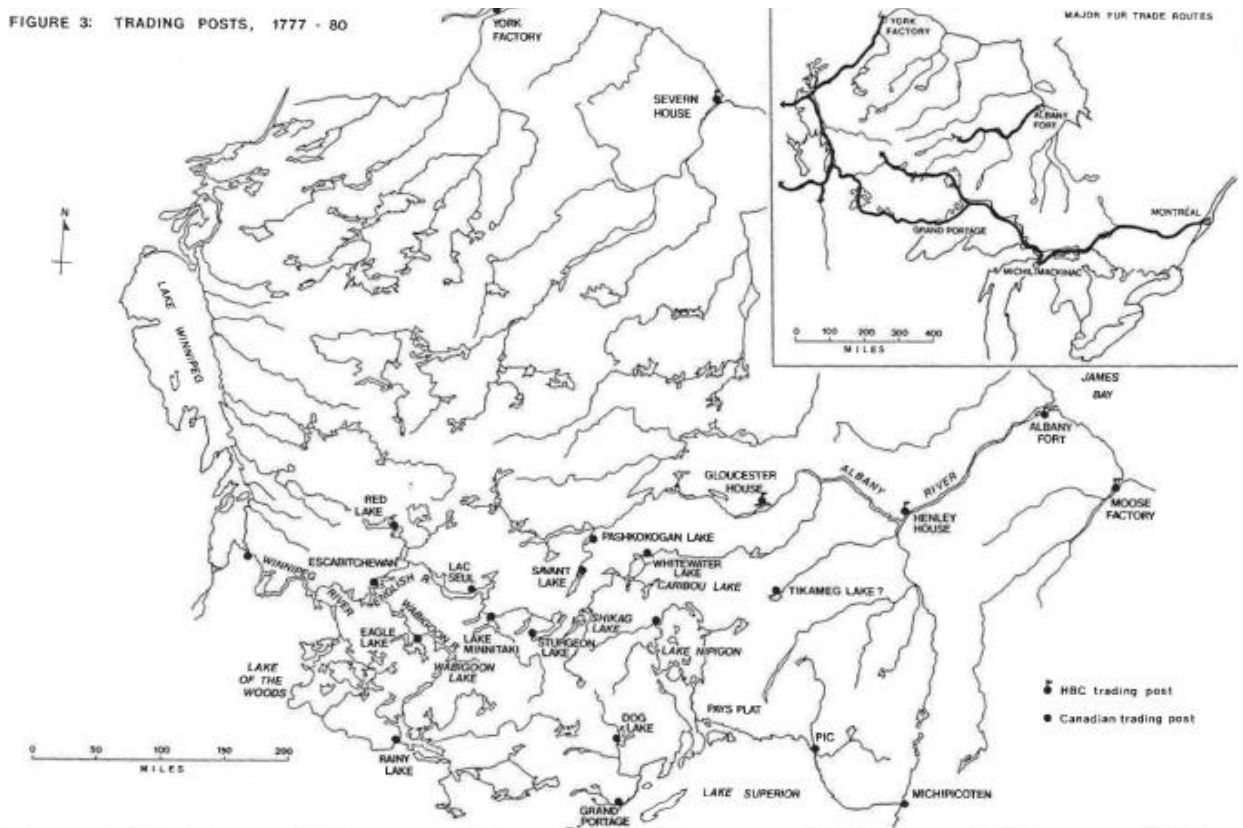 FIGURE 3: TRADING POSTS, 1777 - 80
MAJOR FUR TRADE ROUTES
YORK
FACTORY
YORK
FACTORY
SEVERN
HOUSE
ALBANY
FORT
N
MONTRÉAL
GRAND PORTAGE
MICHILIMACKINAC
0 100 200 300 400
MILES
LAKE WINNIPEG
JAMES
BAY
ALBANY
FORT
GLOUCESTER
HOUSE
ALBANY RIVER
MOOSE
FACTORY
RED
LAKE
HENLEY
HOUSE
PASHKOKOGAN LAKE
ESCABITCHEWAN
LAC
SEUL
SAVANT
LAKE
WHITEWATER
LAKE
CARIBOU LAKE
WINNIPEG
RIVER
ENGLISH R
TIKAMEG LAKE ?
WABIGOON R
EAGLE
LAKE
LAKE
MINNITAKI
STURGEON
LAKE
SHIKAG
LAKE
LAKE NIPIGON
WABIGOON
LAKE
LAKE
OF THE
WOODS
HBC trading post
Canadian trading post
PAYS PLAT
DOG
LAKE
PIC
RAINY
LAKE
0 50 100 150 200
MILES
GRAND
PORTAGE
LAKE SUPERIOR
MICHIPICOTEN